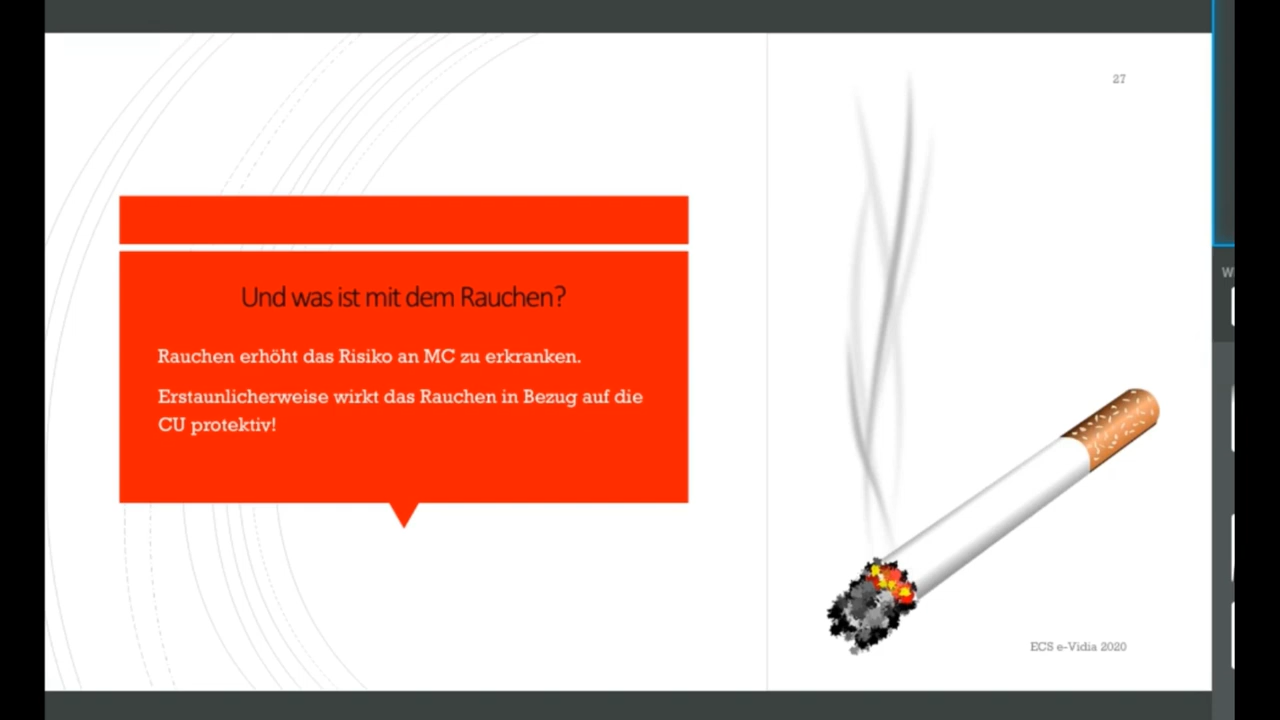 27
Und was ist mit dem Rauchen?
Rauchen erhöht das Risiko an MC zu erkranken.
Erstaunlicherweise wirkt das Rauchen in Bezug auf die
CU protektiv!
ECS e-Vidia 2020